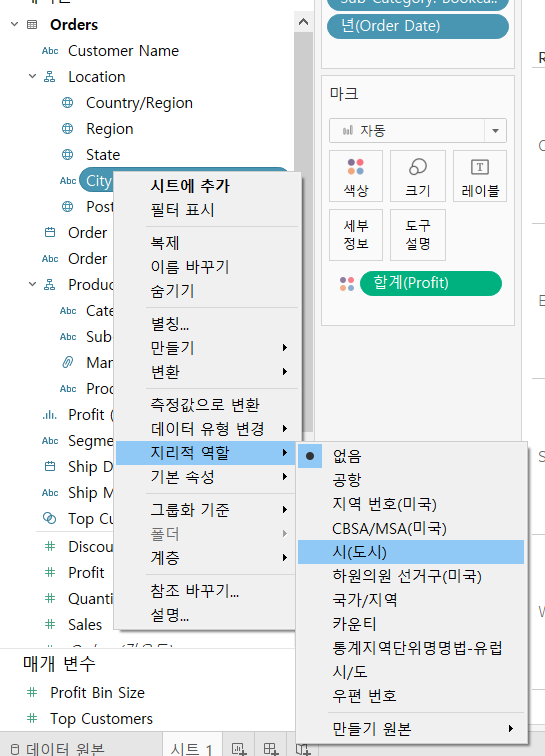 Orders
Abc Customer Name
Location
Country/Region
Region
State
Abc City
Post
Order
Abc Order
Produc
Abc Cate
Abc Sub
Man
Abc Prod
Profit (
Abc Segme
Ship D
Abc Ship M
Top Cu
Discou
Profit
Quanti
Sales
매개 변수
Profit Bin Size
Top Customers
데이터 원본
시트 1
시트에 추가
필터 표시
복제
이름 바꾸기
숨기기
별칭...
만들기
변환
측정값으로 변환
데이터 유형 변경
지리적 역할
기본 속성
그룹화 기준
폴더
계층
참조 바꾸기...
설명...
없음
공항
지역 번호(미국)
CBSA/MSA(미국)
시(도시)
하원의원 선거구(미국)
국가/지역
카운티
통계지역단위명명법-유럽
시/도
우편 번호
만들기 원본
년(Order Date)
마크
자동
색상
크기
레이블
세부
정보
도구
설명
합계(Profit)